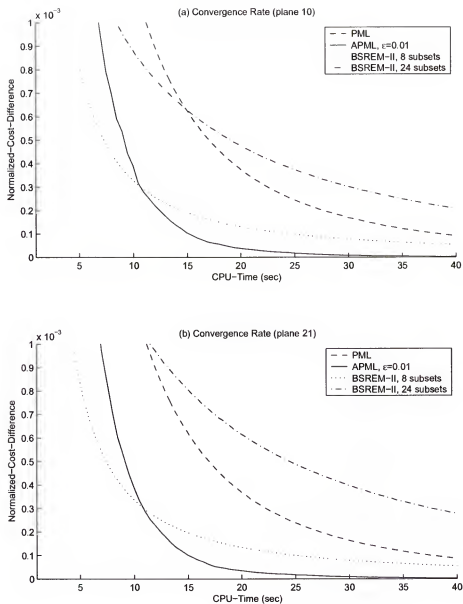 (a) Convergence Rate (plane 10)
x 10⁻³
1
0.9
0.8
0.7
0.6
0.5
0.4
0.3
0.2
0.1
0
Normalized-Cost-Difference
PML
APML, ε=0.01
BSREM-II, 8 subsets
BSREM-II, 24 subsets
5 10 15 20 25 30 35 40
CPU-Time (sec)
(b) Convergence Rate (plane 21)
x 10⁻³
1
0.9
0.8
0.7
0.6
0.5
0.4
0.3
0.2
0.1
0
Normalized-Cost-Difference
PML
APML, ε=0.01
BSREM-II, 8 subsets
BSREM-II, 24 subsets
5 10 15 20 25 30 35 40
CPU-Time (sec)